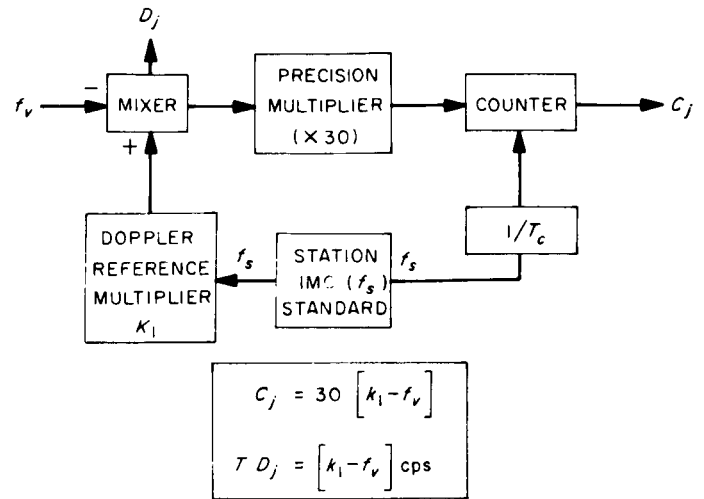 D_j
f_v
−
MIXER
+
PRECISION
MULTIPLIER
(× 30)
COUNTER
C_j
DOPPLER
REFERENCE
MULTIPLIER
K_1
f_s
STATION
IMC (f_s)
STANDARD
f_s
1/T_c
C_j = 30 [k_1 − f_v]
T D_j = [k_1 − f_v] cps